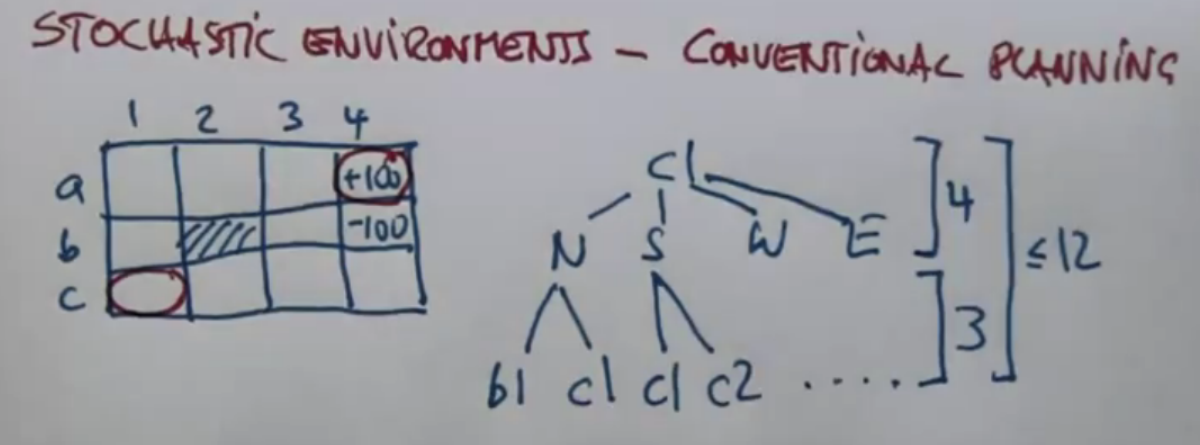 STOCHASTIC ENVIRONMENTS - CONVENTIONAL PLANNING
1 2 3 4
a +100
b -100
c
C1
N S W E ]4
≤12
b1 c1 c1 c2 ..... ]3